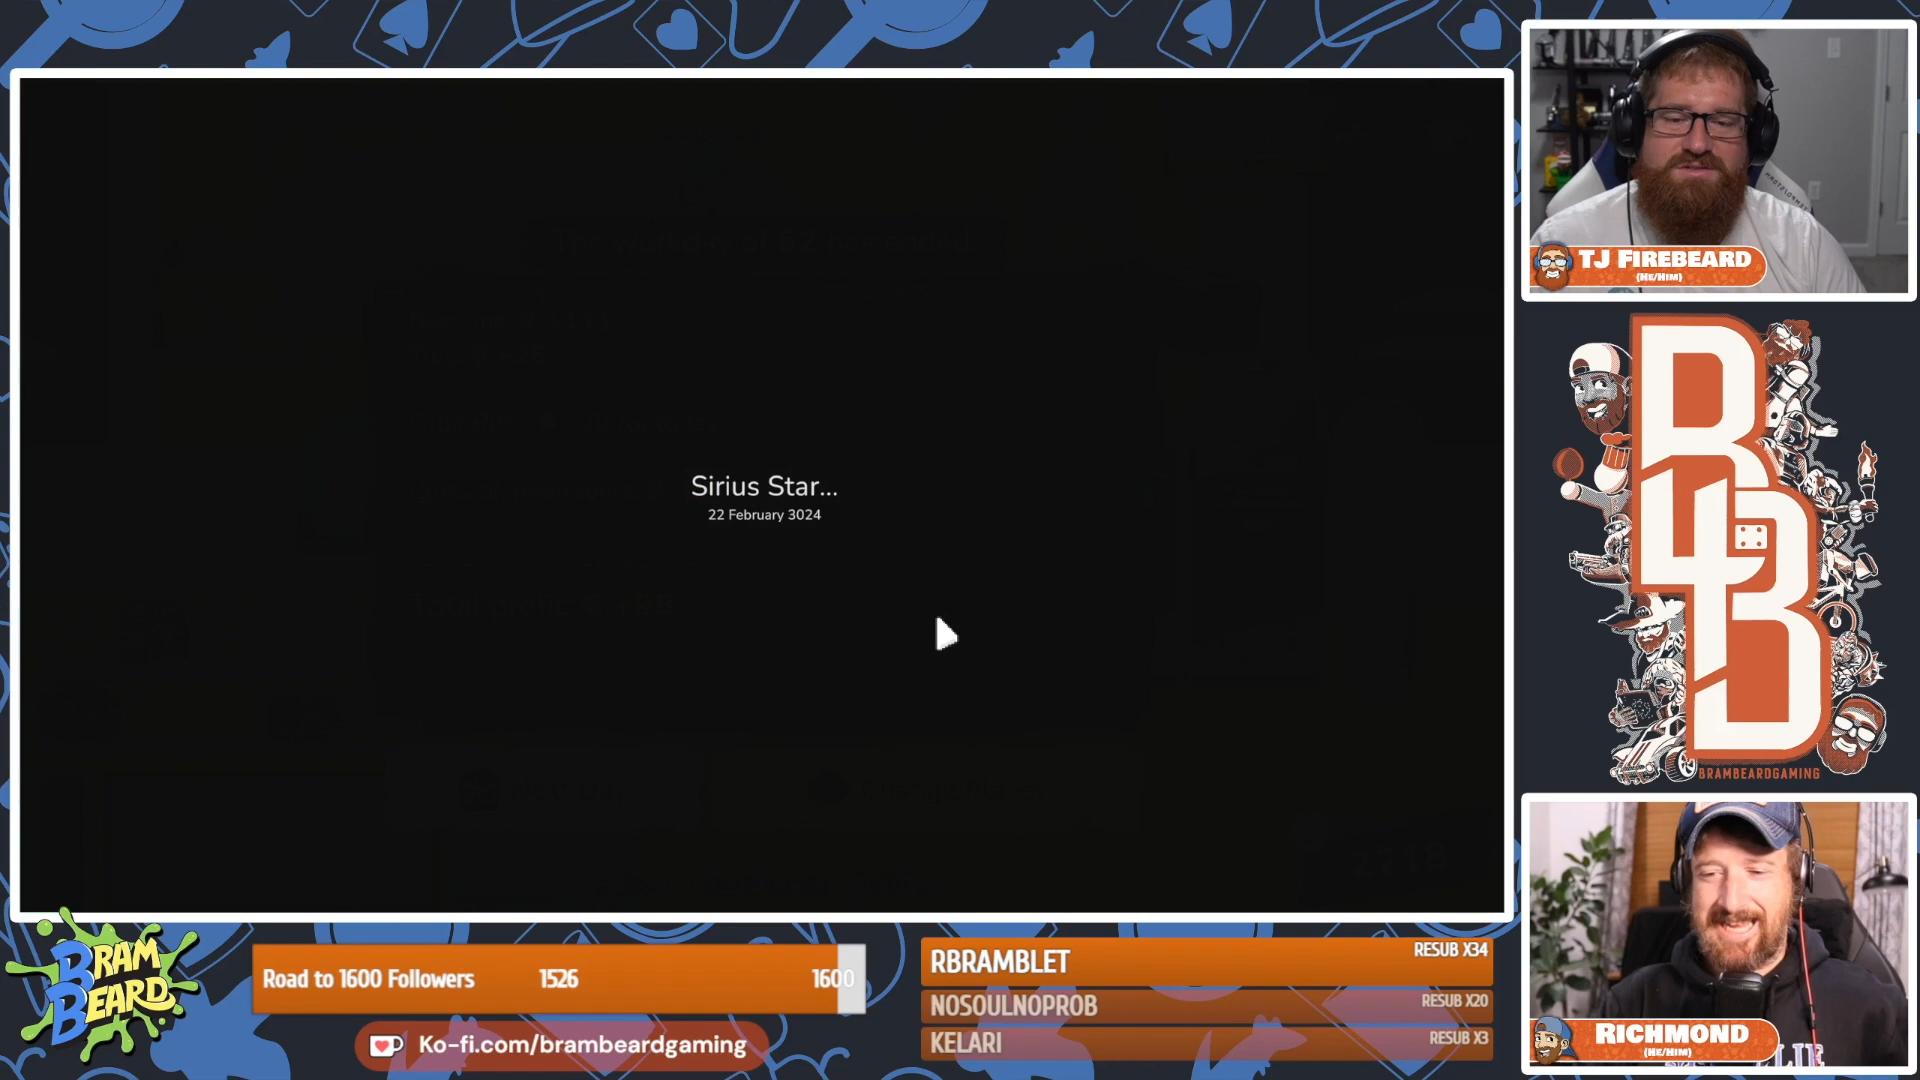 Sirius Star...
22 February 3024
TJ FIREBEARD
(HE/HIM)
BRAMBEARDGAMING
RICHMOND
(HE/HIM)
BRAM
BEARD
Road to 1600 Followers 1526 1600
Ko-fi.com/brambeardgaming
RBRAMBLET RESUB X34
NOSOULNOPROB RESUB X20
KELARI RESUB X3